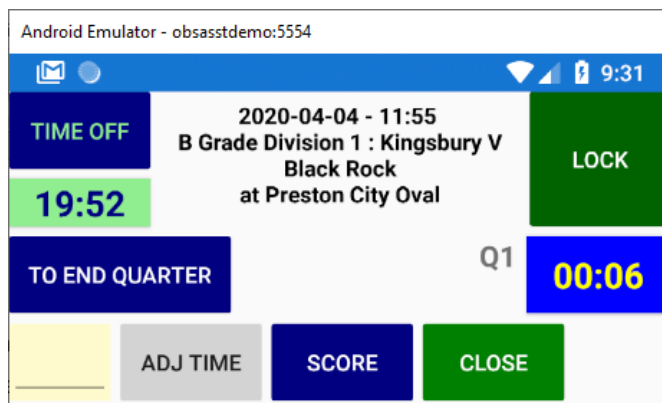 Android Emulator - obsasstdemo:5554
9:31
TIME OFF
2020-04-04 - 11:55
B Grade Division 1 : Kingsbury V
Black Rock
at Preston City Oval
LOCK
19:52
TO END QUARTER
Q1
00:06
ADJ TIME
SCORE
CLOSE